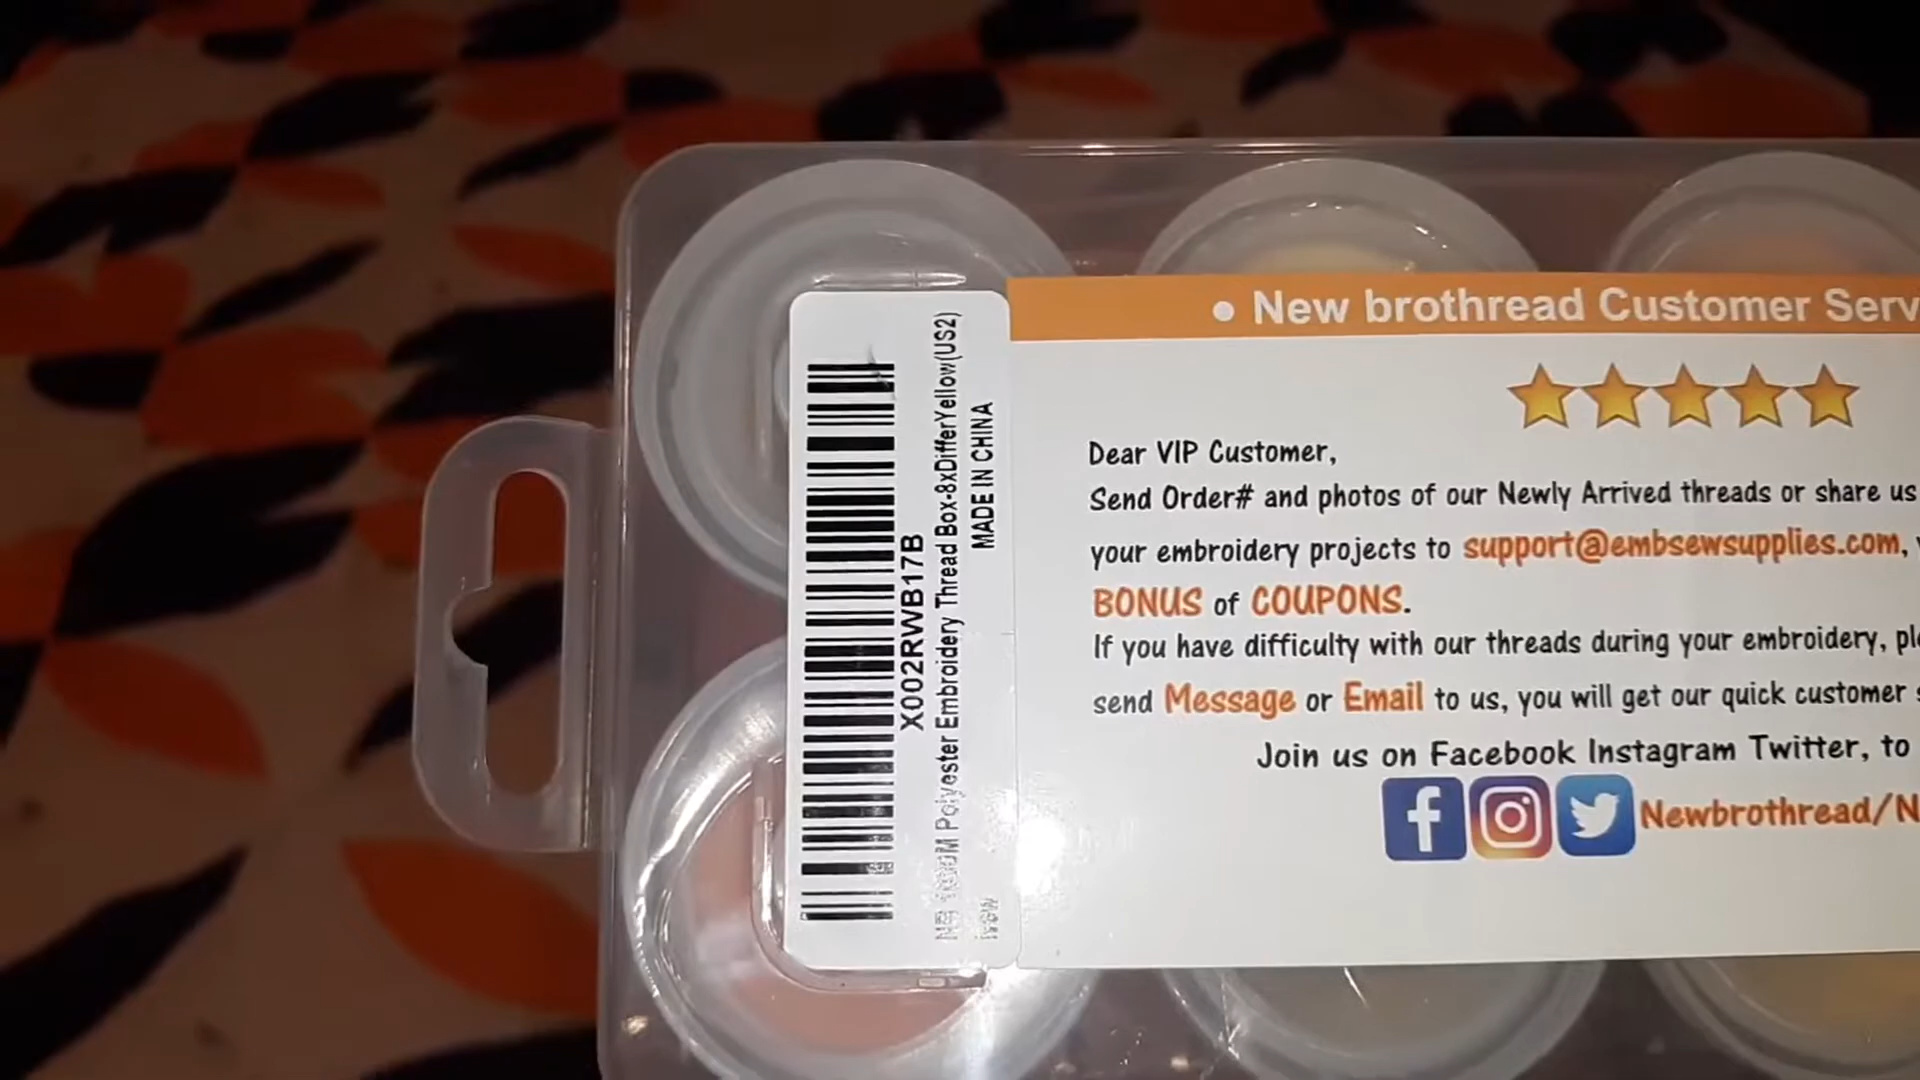 X002RWB17B
Polyester Embroidery Thread Box-8xDifferYellow(US2)
MADE IN CHINA
● New brothread Customer Serv
Dear VIP Customer,
Send Order# and photos of our Newly Arrived threads or share us
your embroidery projects to support@embsewsupplies.com,
BONUS of COUPONS.
If you have difficulty with our threads during your embroidery, pl
send Message or Email to us, you will get our quick customer
Join us on Facebook Instagram Twitter, to
Newbrothread/N